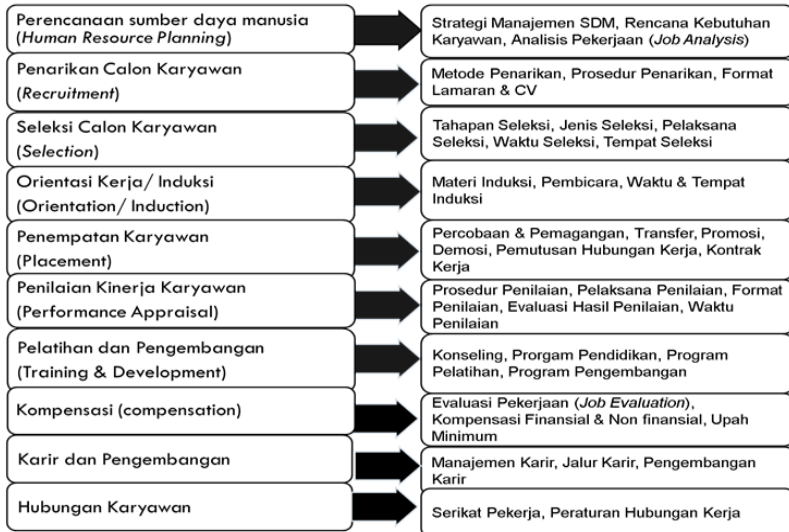 Perencanaan sumber daya manusia
(Human Resource Planning)
Strategi Manajemen SDM, Rencana Kebutuhan
Karyawan, Analisis Pekerjaan (Job Analysis)
Penarikan Calon Karyawan
(Recruitment)
Metode Penarikan, Prosedur Penarikan, Format
Lamaran & CV
Seleksi Calon Karyawan
(Selection)
Tahapan Seleksi, Jenis Seleksi, Pelaksana
Seleksi, Waktu Seleksi, Tempat Seleksi
Orientasi Kerja/ Induksi
(Orientation/ Induction)
Materi Induksi, Pembicara, Waktu & Tempat
Induksi
Penempatan Karyawan
(Placement)
Percobaan & Pemagangan, Transfer, Promosi,
Demosi, Pemutusan Hubungan Kerja, Kontrak
Kerja
Penilaian Kinerja Karyawan
(Performance Appraisal)
Prosedur Penilaian, Pelaksana Penilaian, Format
Penilaian, Evaluasi Hasil Penilaian, Waktu
Penilaian
Pelatihan dan Pengembangan
(Training & Development)
Konseling, Prorgam Pendidikan, Program
Pelatihan, Program Pengembangan
Kompensasi (compensation)
Evaluasi Pekerjaan (Job Evaluation),
Kompensasi Finansial & Non finansial, Upah
Minimum
Karir dan Pengembangan
Manajemen Karir, Jalur Karir, Pengembangan
Karir
Hubungan Karyawan
Serikat Pekerja, Peraturan Hubungan Kerja